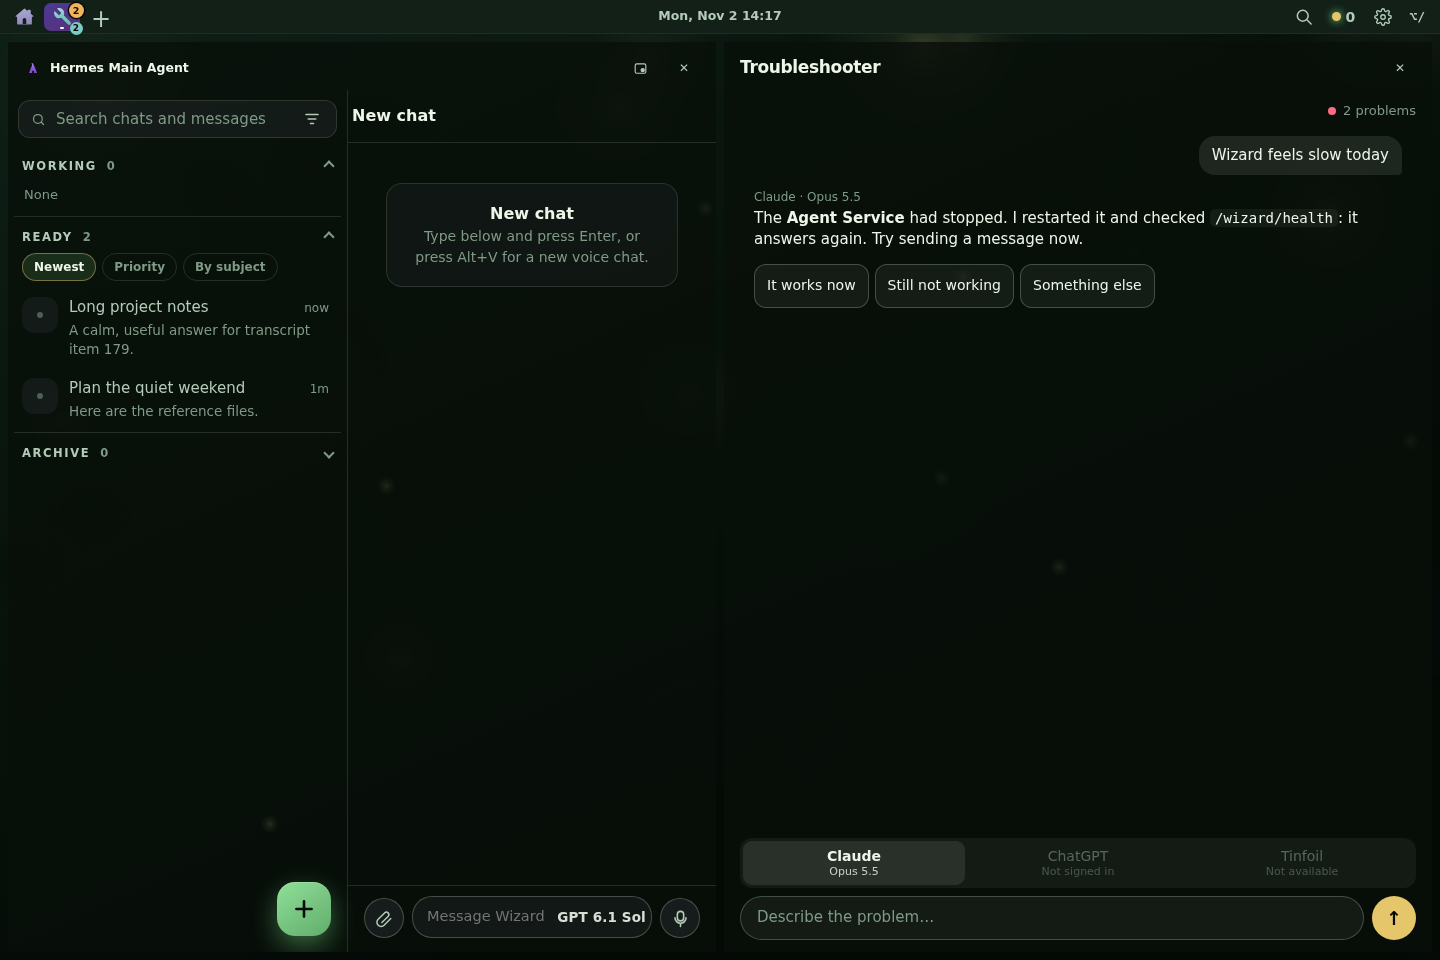 2
2
Mon, Nov 2 14:17
0
⌥/
Hermes Main Agent
Search chats and messages
WORKING 0
None
READY 2
Newest
Priority
By subject
Long project notes
now
A calm, useful answer for transcript
item 179.
Plan the quiet weekend
1m
Here are the reference files.
ARCHIVE 0
New chat
New chat
Type below and press Enter, or
press Alt+V for a new voice chat.
Message Wizard
GPT 6.1 Sol
Troubleshooter
2 problems
Wizard feels slow today
Claude · Opus 5.5
The Agent Service had stopped. I restarted it and checked /wizard/health: it
answers again. Try sending a message now.
It works now
Still not working
Something else
Claude
Opus 5.5
ChatGPT
Not signed in
Tinfoil
Not available
Describe the problem…